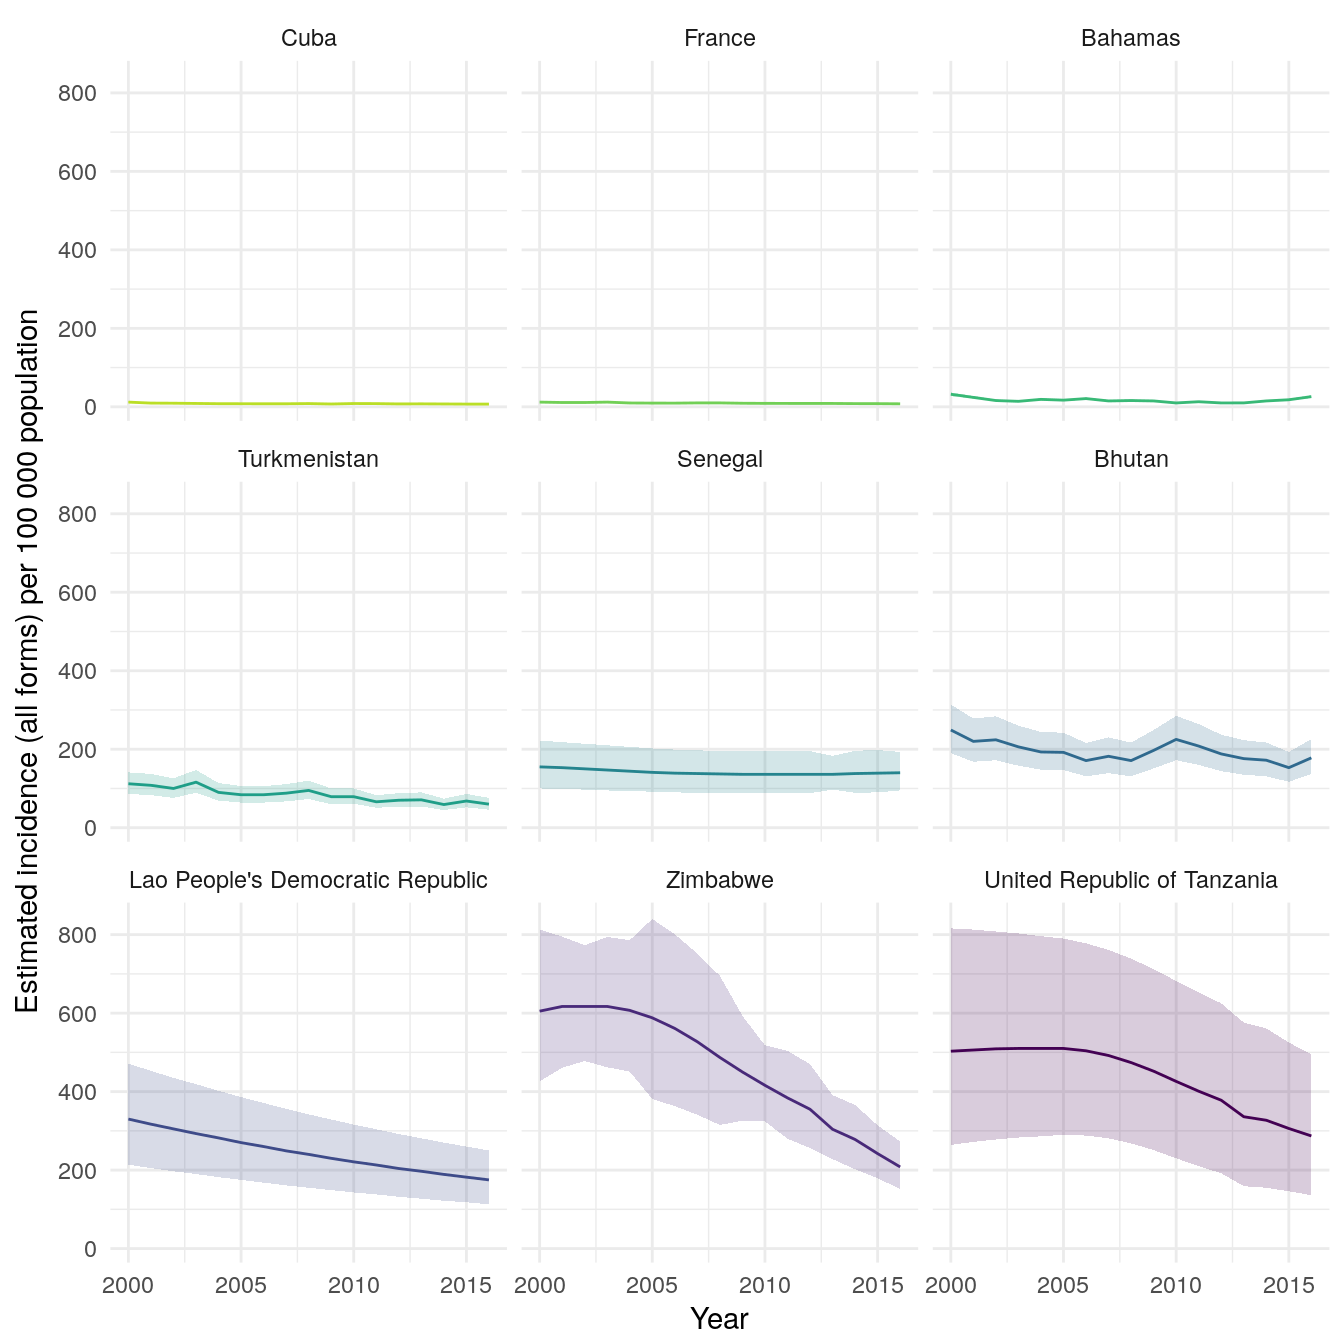 Cuba France Bahamas
800
600
400
200
0
Turkmenistan Senegal Bhutan
800
600
400
200
0
Estimated incidence (all forms) per 100 000 population
Lao People's Democratic Republic Zimbabwe United Republic of Tanzania
800
600
400
200
0
2000 2005 2010 2015 2000 2005 2010 2015 2000 2005 2010 2015
Year